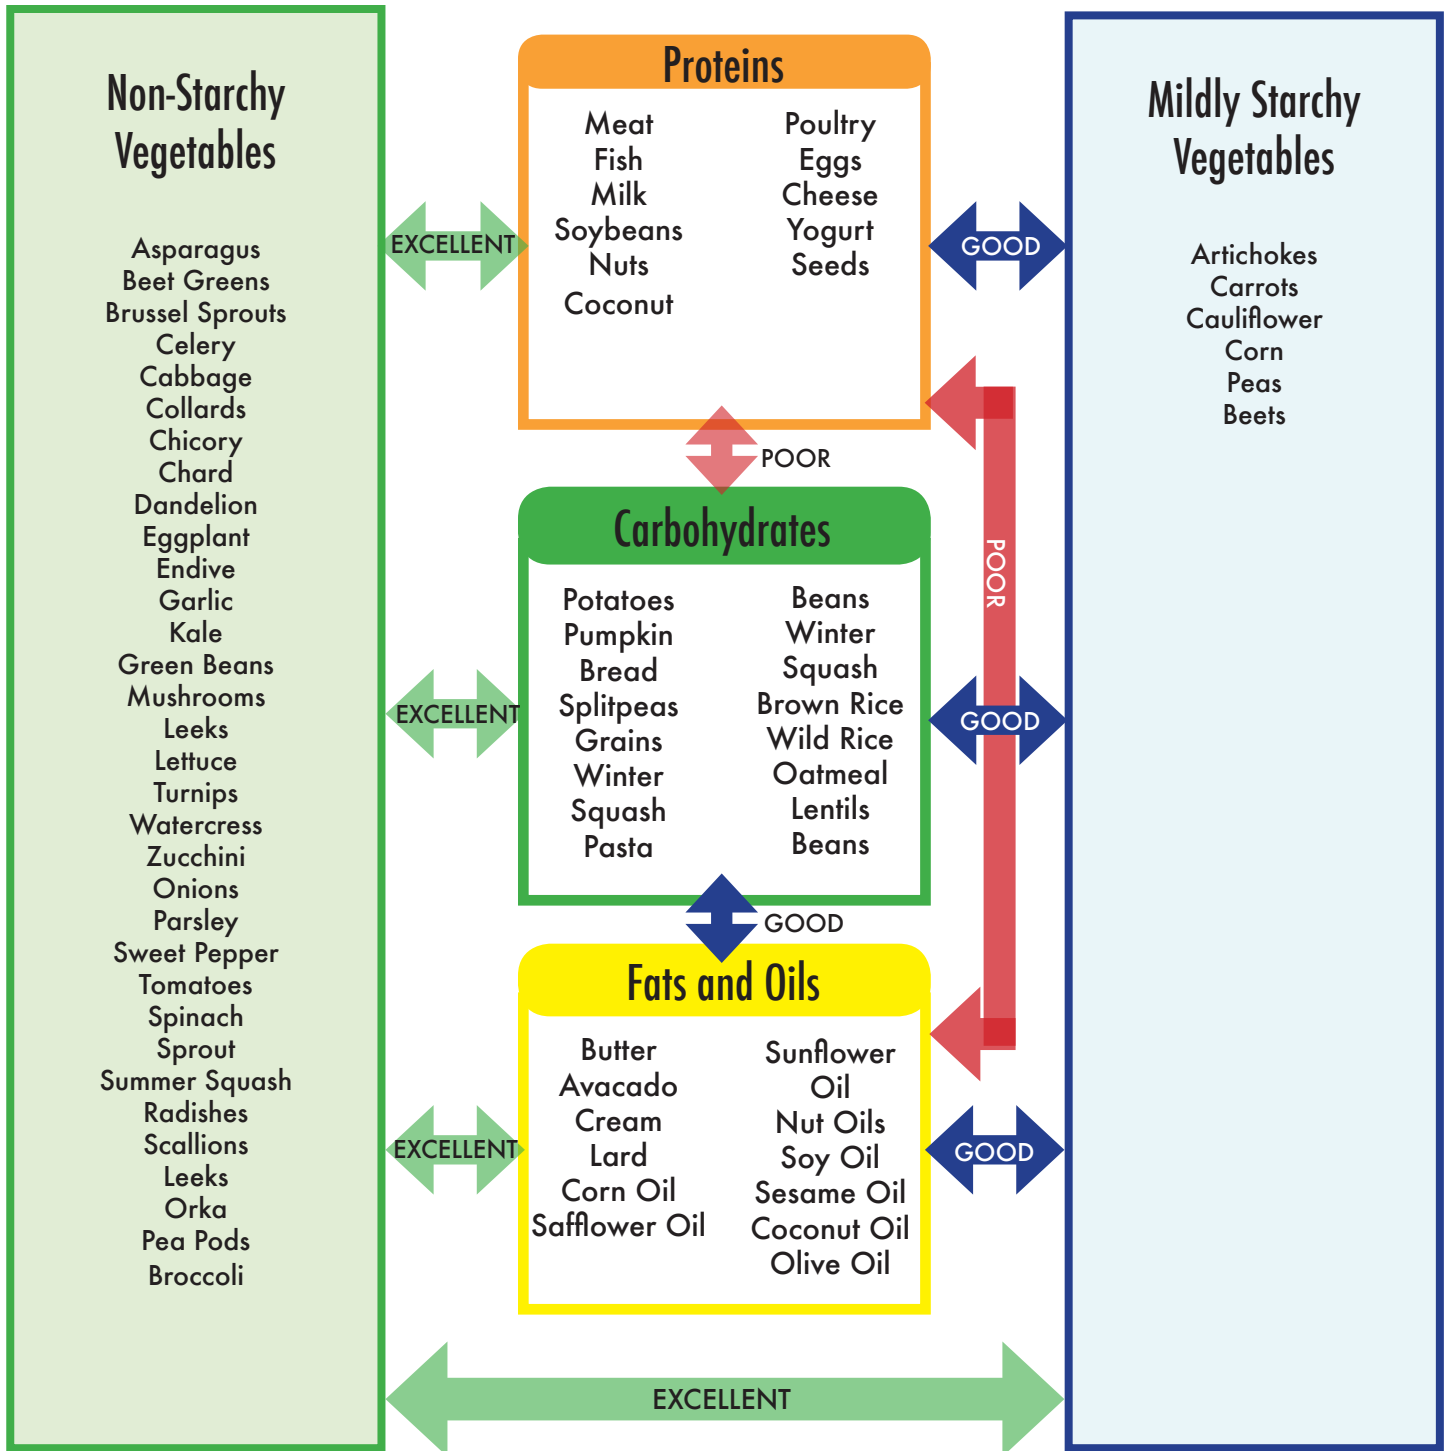 Non-Starchy
Vegetables
Asparagus
Beet Greens
Brussel Sprouts
Celery
Cabbage
Collards
Chicory
Chard
Dandelion
Eggplant
Endive
Garlic
Kale
Green Beans
Mushrooms
Leeks
Lettuce
Turnips
Watercress
Zucchini
Onions
Parsley
Sweet Pepper
Tomatoes
Spinach
Sprout
Summer Squash
Radishes
Scallions
Leeks
Orka
Pea Pods
Broccoli
EXCELLENT
EXCELLENT
EXCELLENT
Proteins
Meat
Fish
Milk
Soybeans
Nuts
Coconut
Poultry
Eggs
Cheese
Yogurt
Seeds
POOR
Carbohydrates
Potatoes
Pumpkin
Bread
Splitpeas
Grains
Winter
Squash
Pasta
Beans
Winter
Squash
Brown Rice
Wild Rice
Oatmeal
Lentils
Beans
GOOD
Fats and Oils
Butter
Avacado
Cream
Lard
Corn Oil
Safflower Oil
Sunflower
Oil
Nut Oils
Soy Oil
Sesame Oil
Coconut Oil
Olive Oil
GOOD
POOR
GOOD
GOOD
Mildly Starchy
Vegetables
Artichokes
Carrots
Cauliflower
Corn
Peas
Beets
EXCELLENT